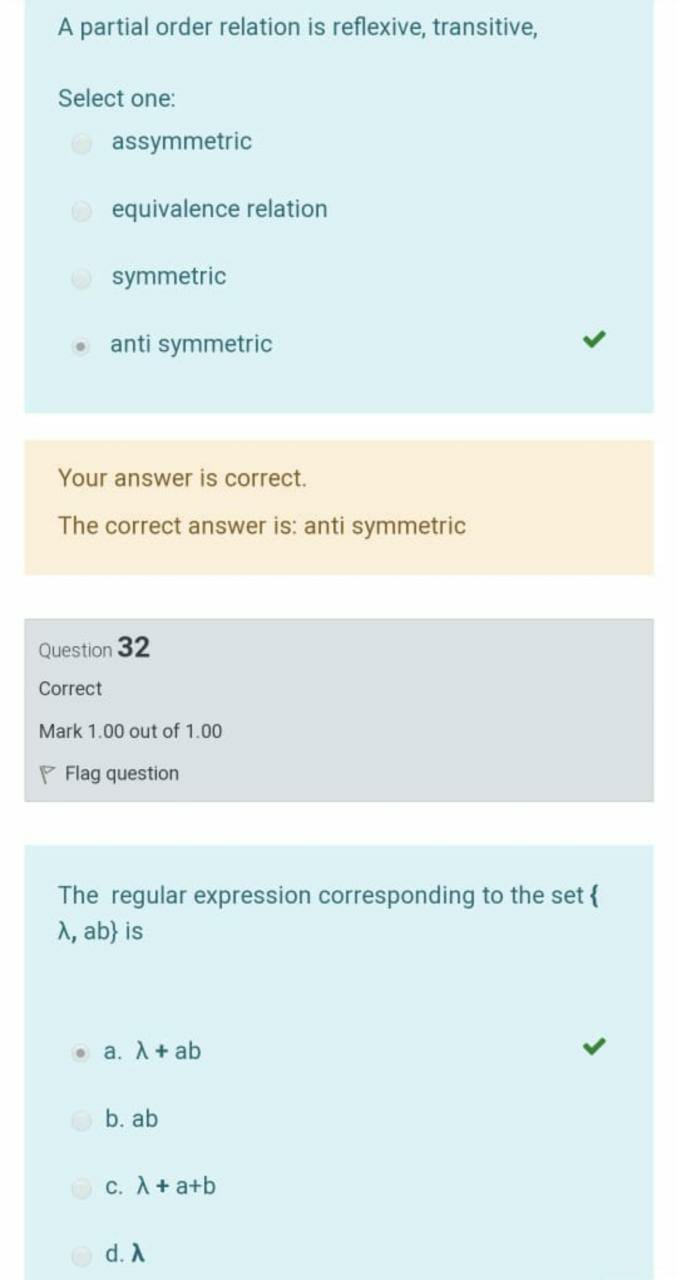 A partial order relation is reflexive, transitive,
Select one:
assymmetric
equivalence relation
symmetric
anti symmetric
Your answer is correct.
The correct answer is: anti symmetric
Question 32
Correct
Mark 1.00 out of 1.00
Flag question
The regular expression corresponding to the set {
λ, ab} is
a. λ + ab
b. ab
c. λ + a+b
d. λ